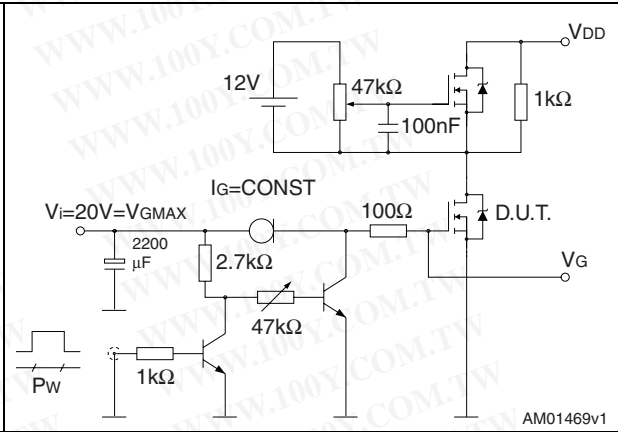 WWW.100Y.COM.TW
VDD
12V
47kΩ
1kΩ
100nF
IG=CONST
Vi=20V=VGMAX
100Ω
D.U.T.
2200
μF
2.7kΩ
VG
47kΩ
1kΩ
PW
AM01469v1